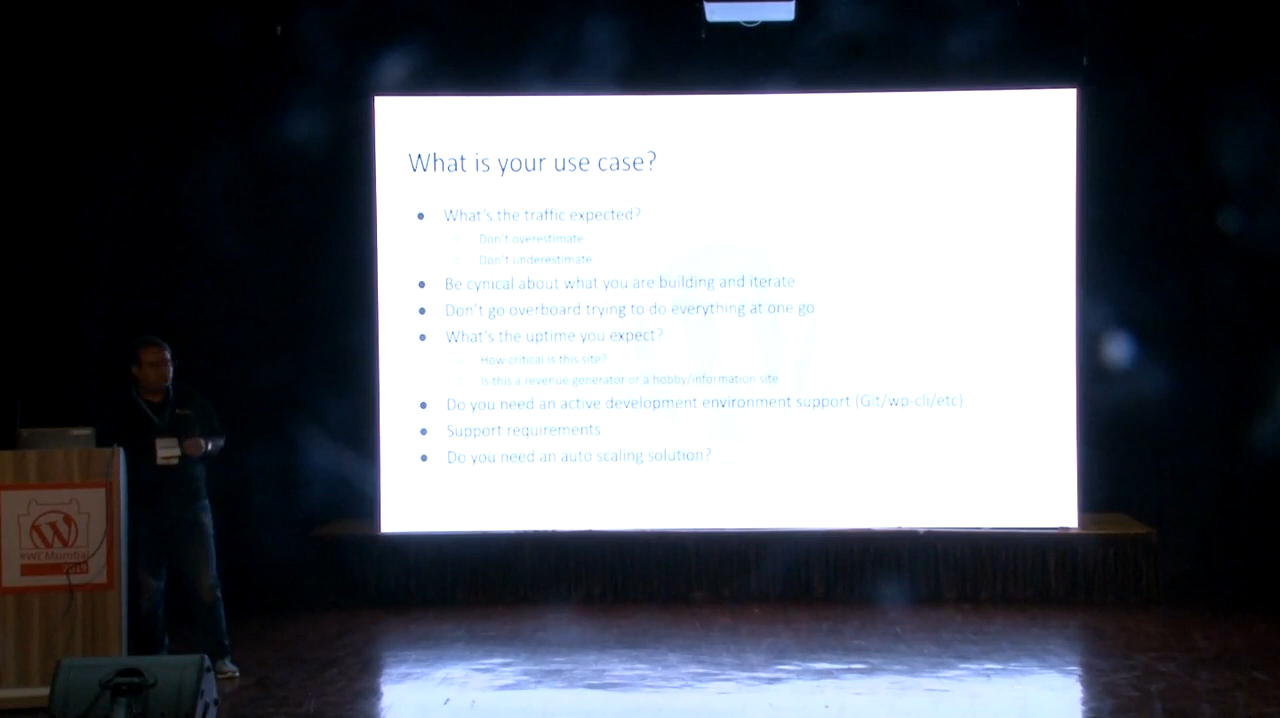 What is your use case?
What's the traffic expected?
Don't overestimate
Don't underestimate
Be cynical about what you are building and iterate
Don't go overboard trying to do everything at one go
What's the uptime you expect?
How critical is this site?
Is this a revenue generator or a hobby/information site
Do you need an active development environment support (Git/wp-cli/etc)
Support requirements
Do you need an auto scaling solution?
#WCMumbai
2019